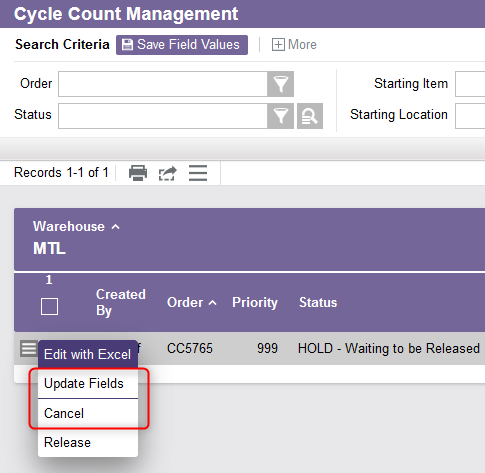 Cycle Count Management
Search Criteria Save Field Values More
Order Starting Item
Status Starting Location
Records 1-1 of 1
Warehouse
MTL
1
Created By Order Priority Status
CC5765 999 HOLD - Waiting to be Released
Edit with Excel
Update Fields
Cancel
Release